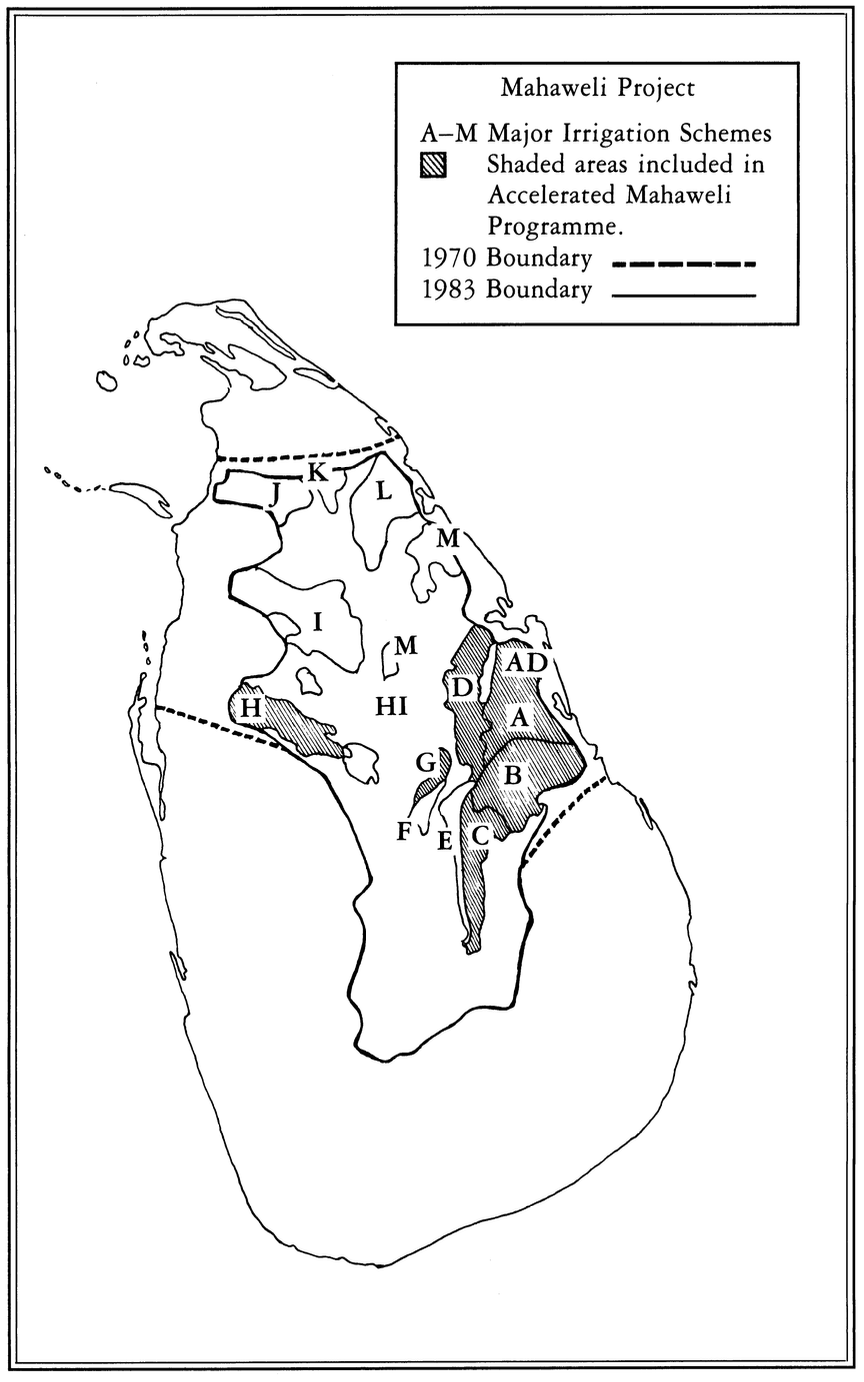 Mahaweli Project
A–M Major Irrigation Schemes
Shaded areas included in
Accelerated Mahaweli
Programme.
1970 Boundary
1983 Boundary
K
J
L
M
I
M
AD
D
H
HI
A
G
B
F
E
C